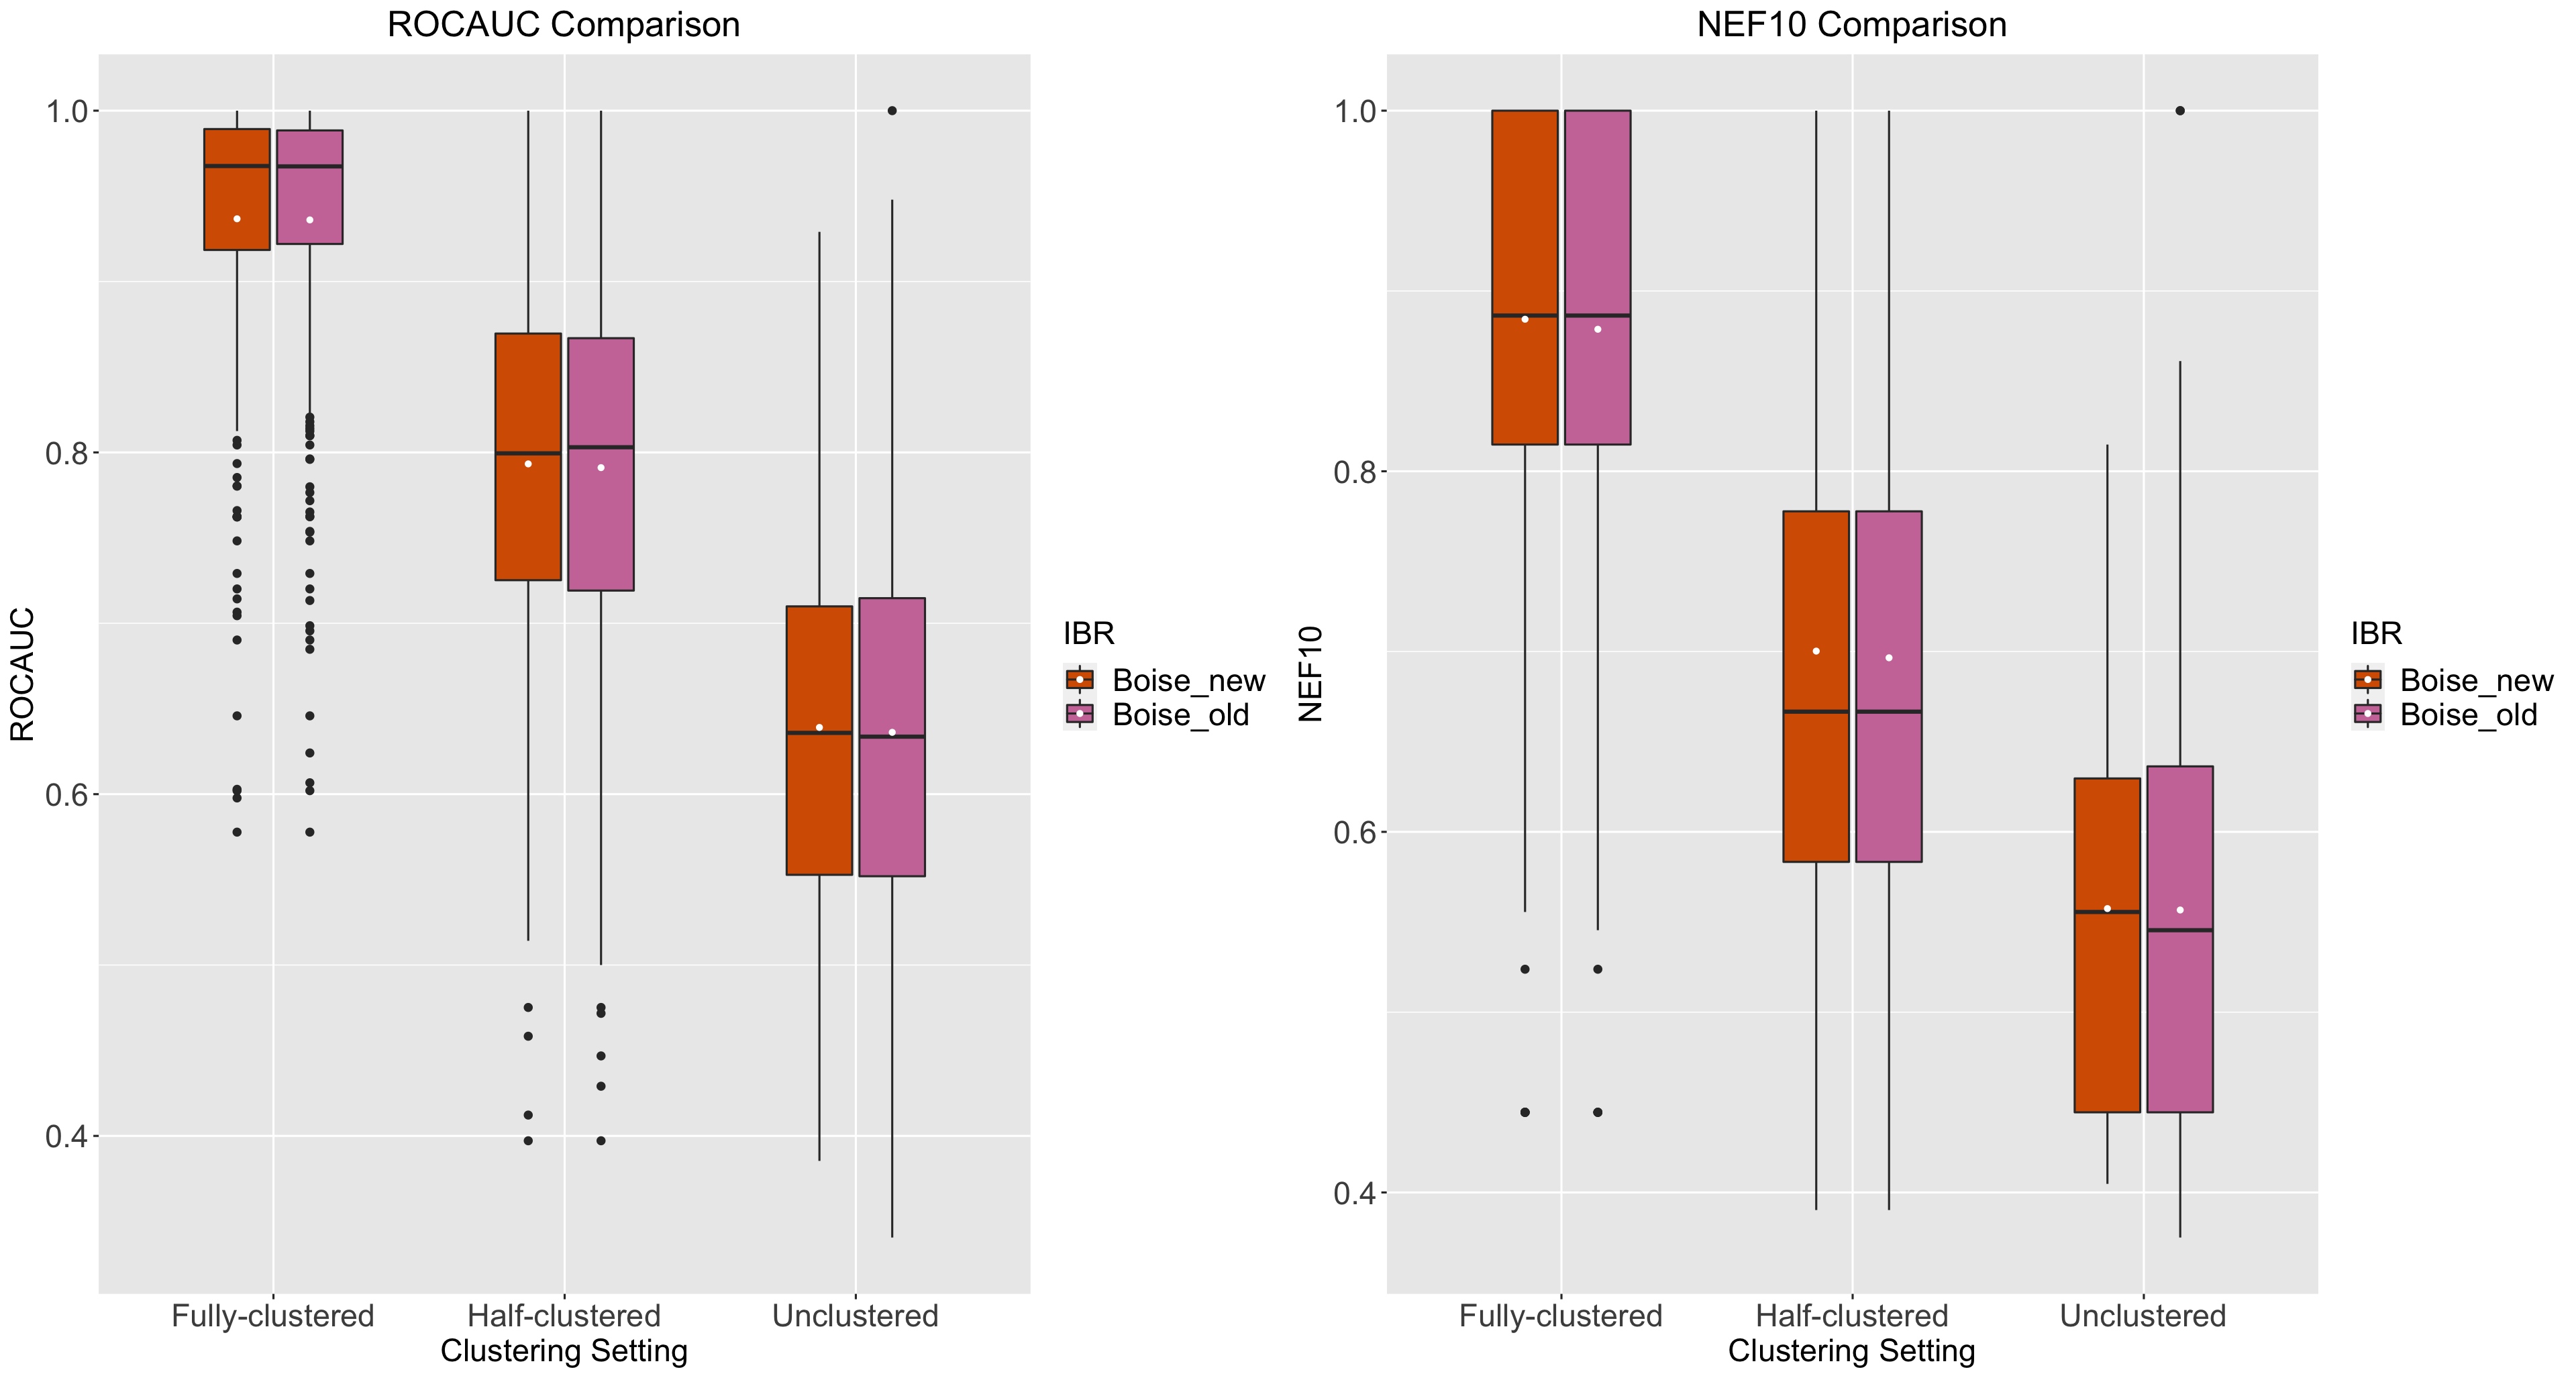 ROCAUC Comparison
ROCAUC
1.0
0.8
0.6
0.4
Fully-clustered
Half-clustered
Unclustered
Clustering Setting
IBR
Boise_new
Boise_old
NEF10 Comparison
NEF10
1.0
0.8
0.6
0.4
Fully-clustered
Half-clustered
Unclustered
Clustering Setting
IBR
Boise_new
Boise_old